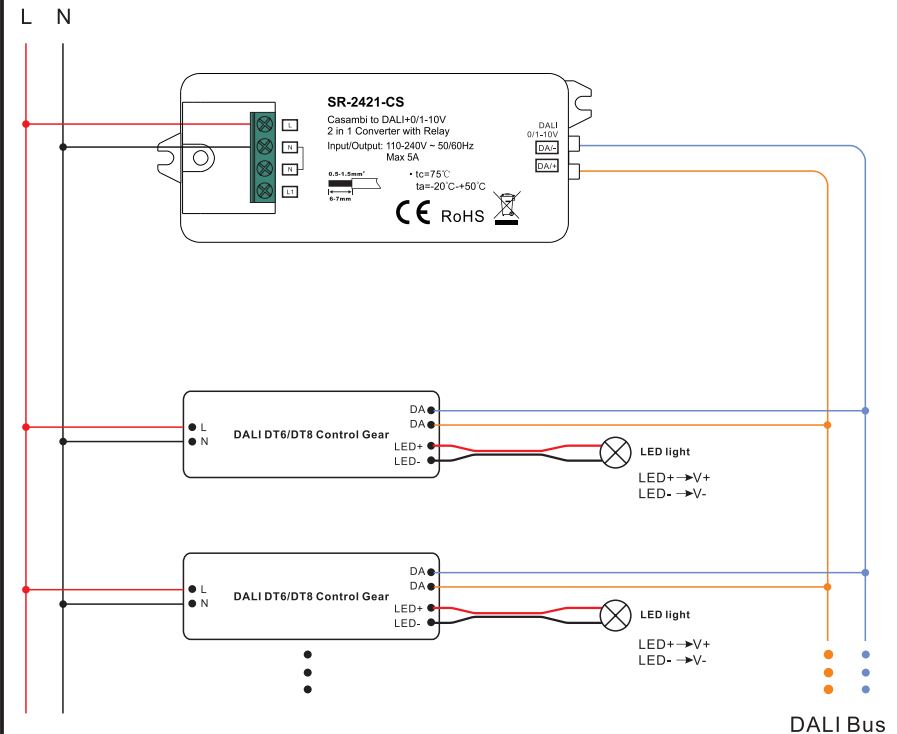 L N
SR-2421-CS
Casambi to DALI+0/1-10V
2 in 1 Converter with Relay
Input/Output: 110-240V ~ 50/60Hz
Max 5A
0.5-1.5mm²
6-7mm
• tc=75℃
ta=-20℃-+50℃
CE RoHS
L
N
N
L1
DALI
0/1-10V
DA/-
DA/+
L
N
DALI DT6/DT8 Control Gear
DA
DA
LED+
LED-
LED light
LED+→V+
LED-→V-
L
N
DALI DT6/DT8 Control Gear
DA
DA
LED+
LED-
LED light
LED+→V+
LED-→V-
DALI Bus